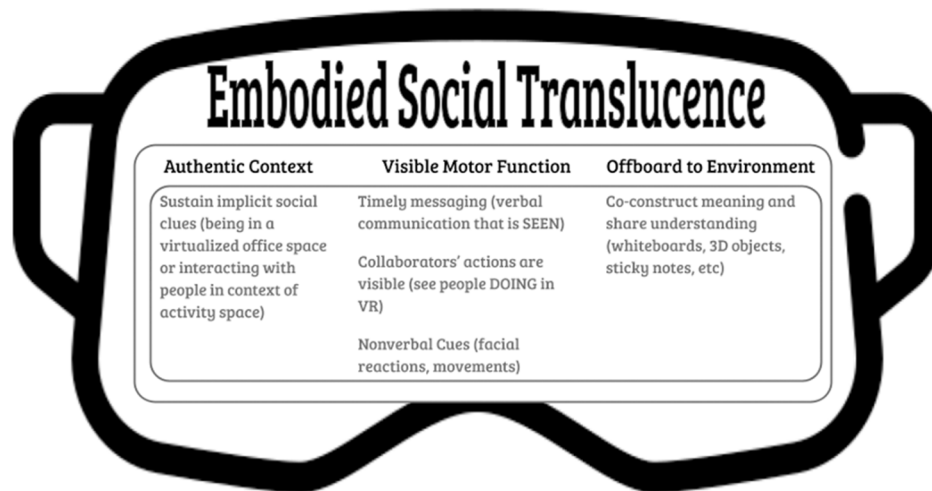 Embodied Social Translucence
Authentic Context
Visible Motor Function
Offboard to Environment
Sustain implicit social
clues (being in a
virtualized office space
or interacting with
people in context of
activity space)
Timely messaging (verbal
communication that is SEEN)
Collaborators' actions are
visible (see people DOING in
VR)
Nonverbal Cues (facial
reactions, movements)
Co-construct meaning and
share understanding
(whiteboards, 3D objects,
sticky notes, etc)